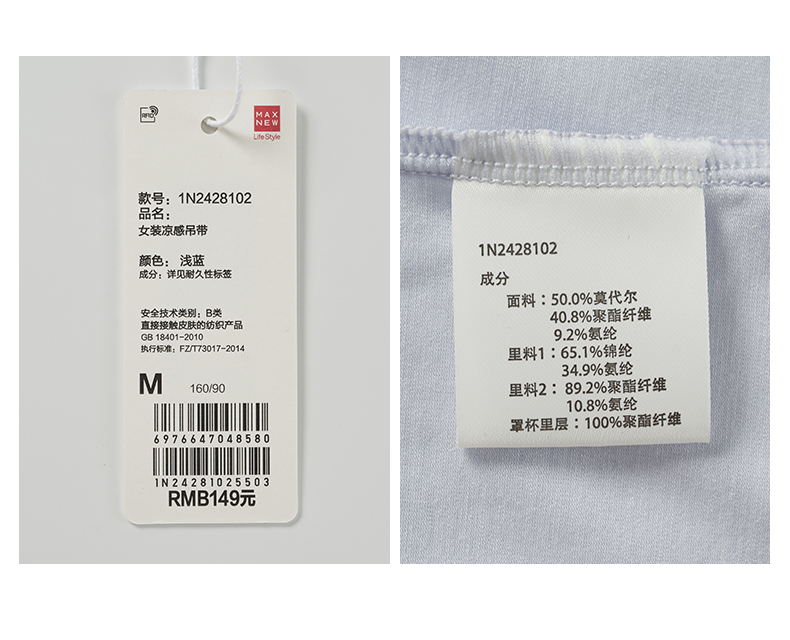 RFID
MAX
NEW
Life Style
款号：1N2428102
品名：
女装凉感吊带
颜色：浅蓝
成分：详见耐久性标签
安全技术类别：B类
直接接触皮肤的纺织产品
GB 18401-2010
执行标准：FZ/T73017-2014
M 160/90
6976647048580
1N24281025503
RMB149元
1N2428102
成分
面料：50.0%莫代尔
40.8%聚酯纤维
9.2%氨纶
里料1：65.1%锦纶
34.9%氨纶
里料2：89.2%聚酯纤维
10.8%氨纶
罩杯里层：100%聚酯纤维